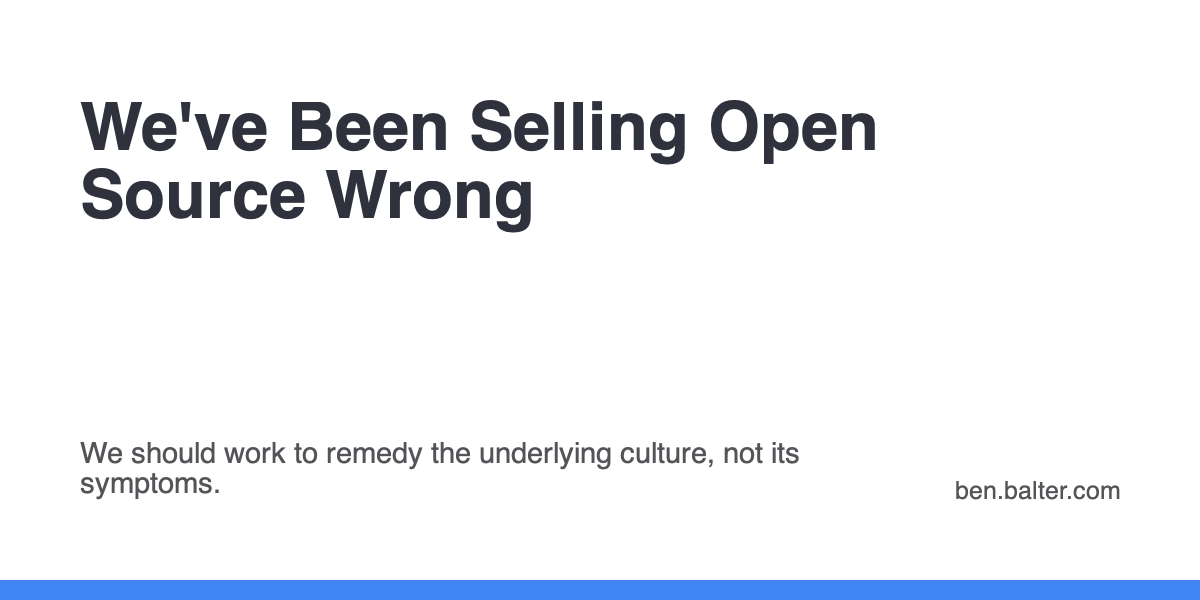 We've Been Selling Open
Source Wrong
We should work to remedy the underlying culture, not its
symptoms.
ben.balter.com